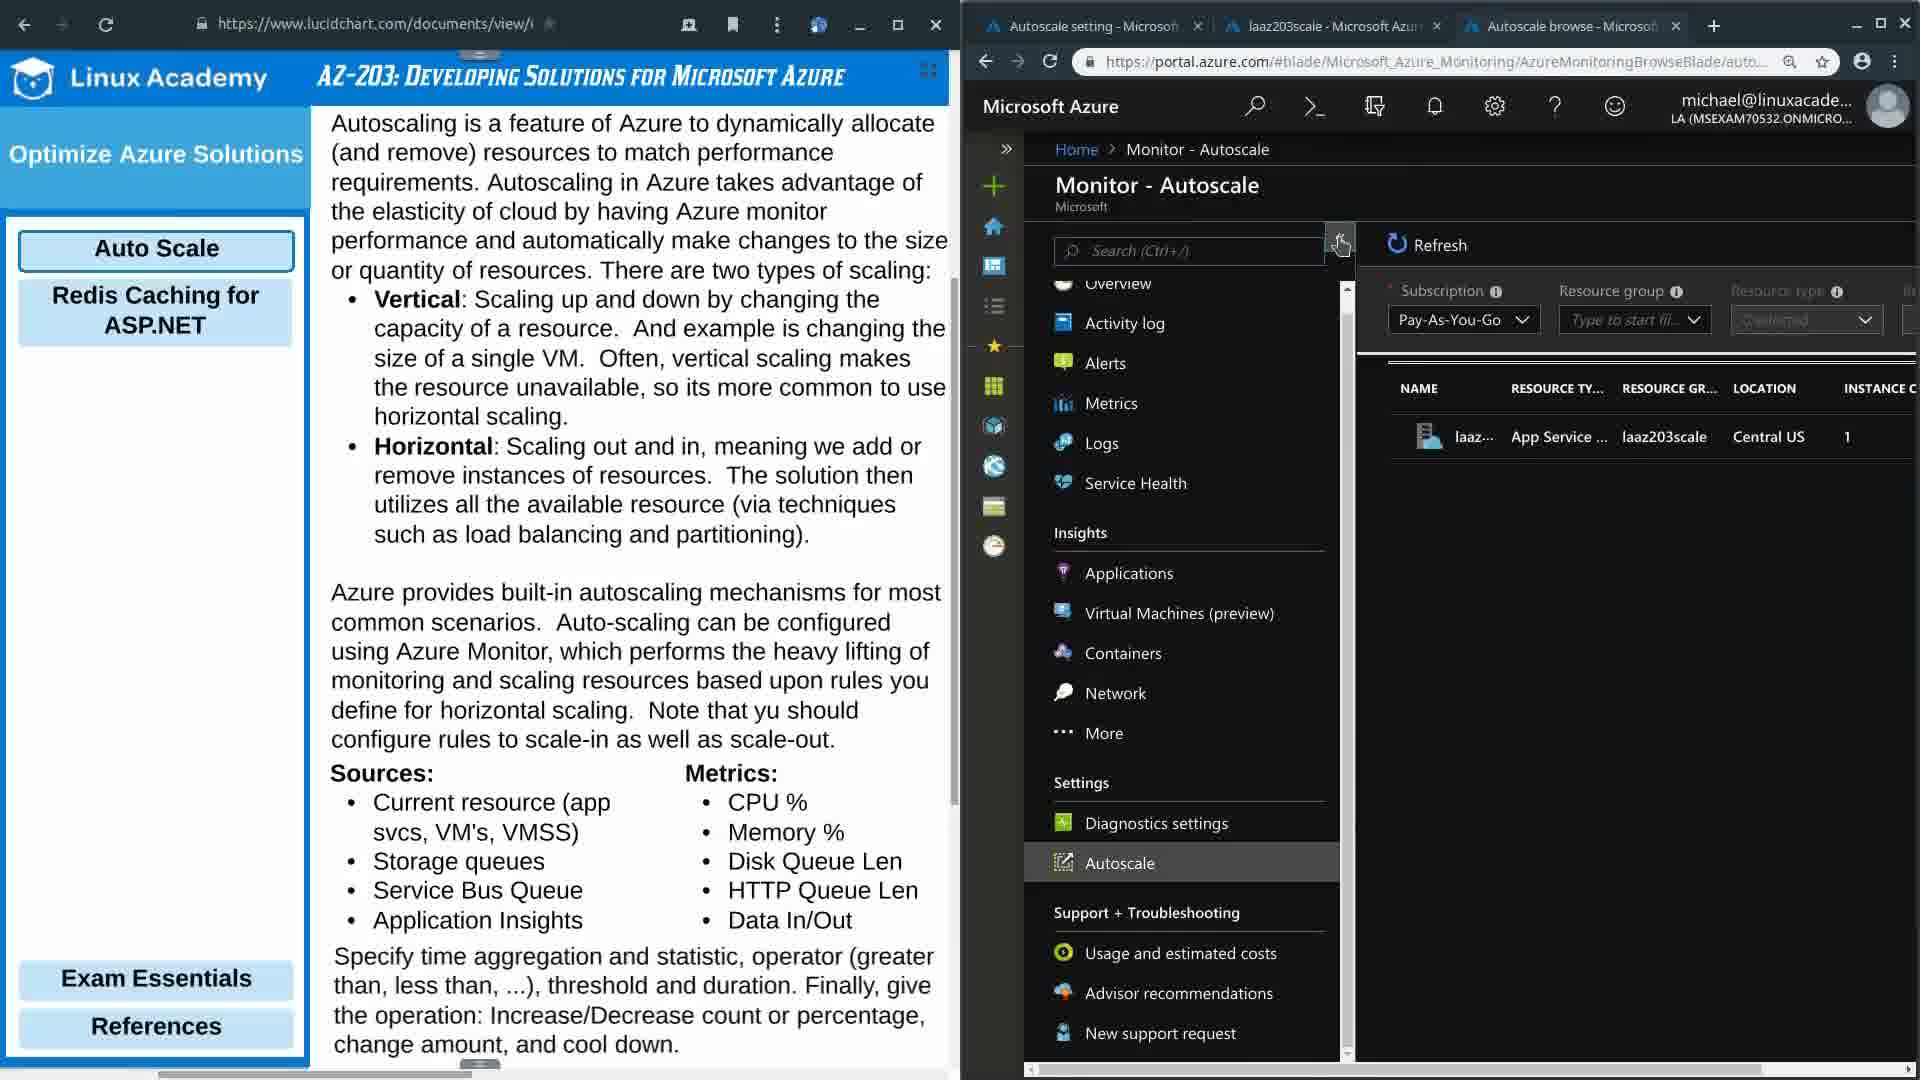 https://www.lucidchart.com/documents/view/
Linux Academy
AZ-203: Developing Solutions for Microsoft Azure
Optimize Azure Solutions
Auto Scale
Redis Caching for
ASP.NET
Exam Essentials
References
Autoscaling is a feature of Azure to dynamically allocate
(and remove) resources to match performance
requirements. Autoscaling in Azure takes advantage of
the elasticity of cloud by having Azure monitor
performance and automatically make changes to the size
or quantity of resources. There are two types of scaling:
• Vertical: Scaling up and down by changing the
capacity of a resource. And example is changing the
size of a single VM. Often, vertical scaling makes
the resource unavailable, so its more common to use
horizontal scaling.
• Horizontal: Scaling out and in, meaning we add or
remove instances of resources. The solution then
utilizes all the available resource (via techniques
such as load balancing and partitioning).
Azure provides built-in autoscaling mechanisms for most
common scenarios. Auto-scaling can be configured
using Azure Monitor, which performs the heavy lifting of
monitoring and scaling resources based upon rules you
define for horizontal scaling. Note that yu should
configure rules to scale-in as well as scale-out.
Sources:
• Current resource (app
svcs, VM's, VMSS)
• Storage queues
• Service Bus Queue
• Application Insights
Metrics:
• CPU %
• Memory %
• Disk Queue Len
• HTTP Queue Len
• Data In/Out
Specify time aggregation and statistic, operator (greater
than, less than, ...), threshold and duration. Finally, give
the operation: Increase/Decrease count or percentage,
change amount, and cool down.
Autoscale setting - Microsoft
laaz203scale - Microsoft Azur
Autoscale browse - Microsof
https://portal.azure.com/#blade/Microsoft_Azure_Monitoring/AzureMonitoringBrowseBlade/auto...
Microsoft Azure
michael@linuxacade...
LA (MSEXAM70532.ONMICRO...
Home > Monitor - Autoscale
Monitor - Autoscale
Microsoft
Search (Ctrl+/)
Overview
Activity log
Alerts
Metrics
Logs
Service Health
Insights
Applications
Virtual Machines (preview)
Containers
Network
More
Settings
Diagnostics settings
Autoscale
Support + Troubleshooting
Usage and estimated costs
Advisor recommendations
New support request
Refresh
* Subscription
Resource group
Resource type
Pay-As-You-Go
Type to start fil...
NAME RESOURCE TY... RESOURCE GR... LOCATION INSTANCE C
laaz... App Service ... laaz203scale Central US 1